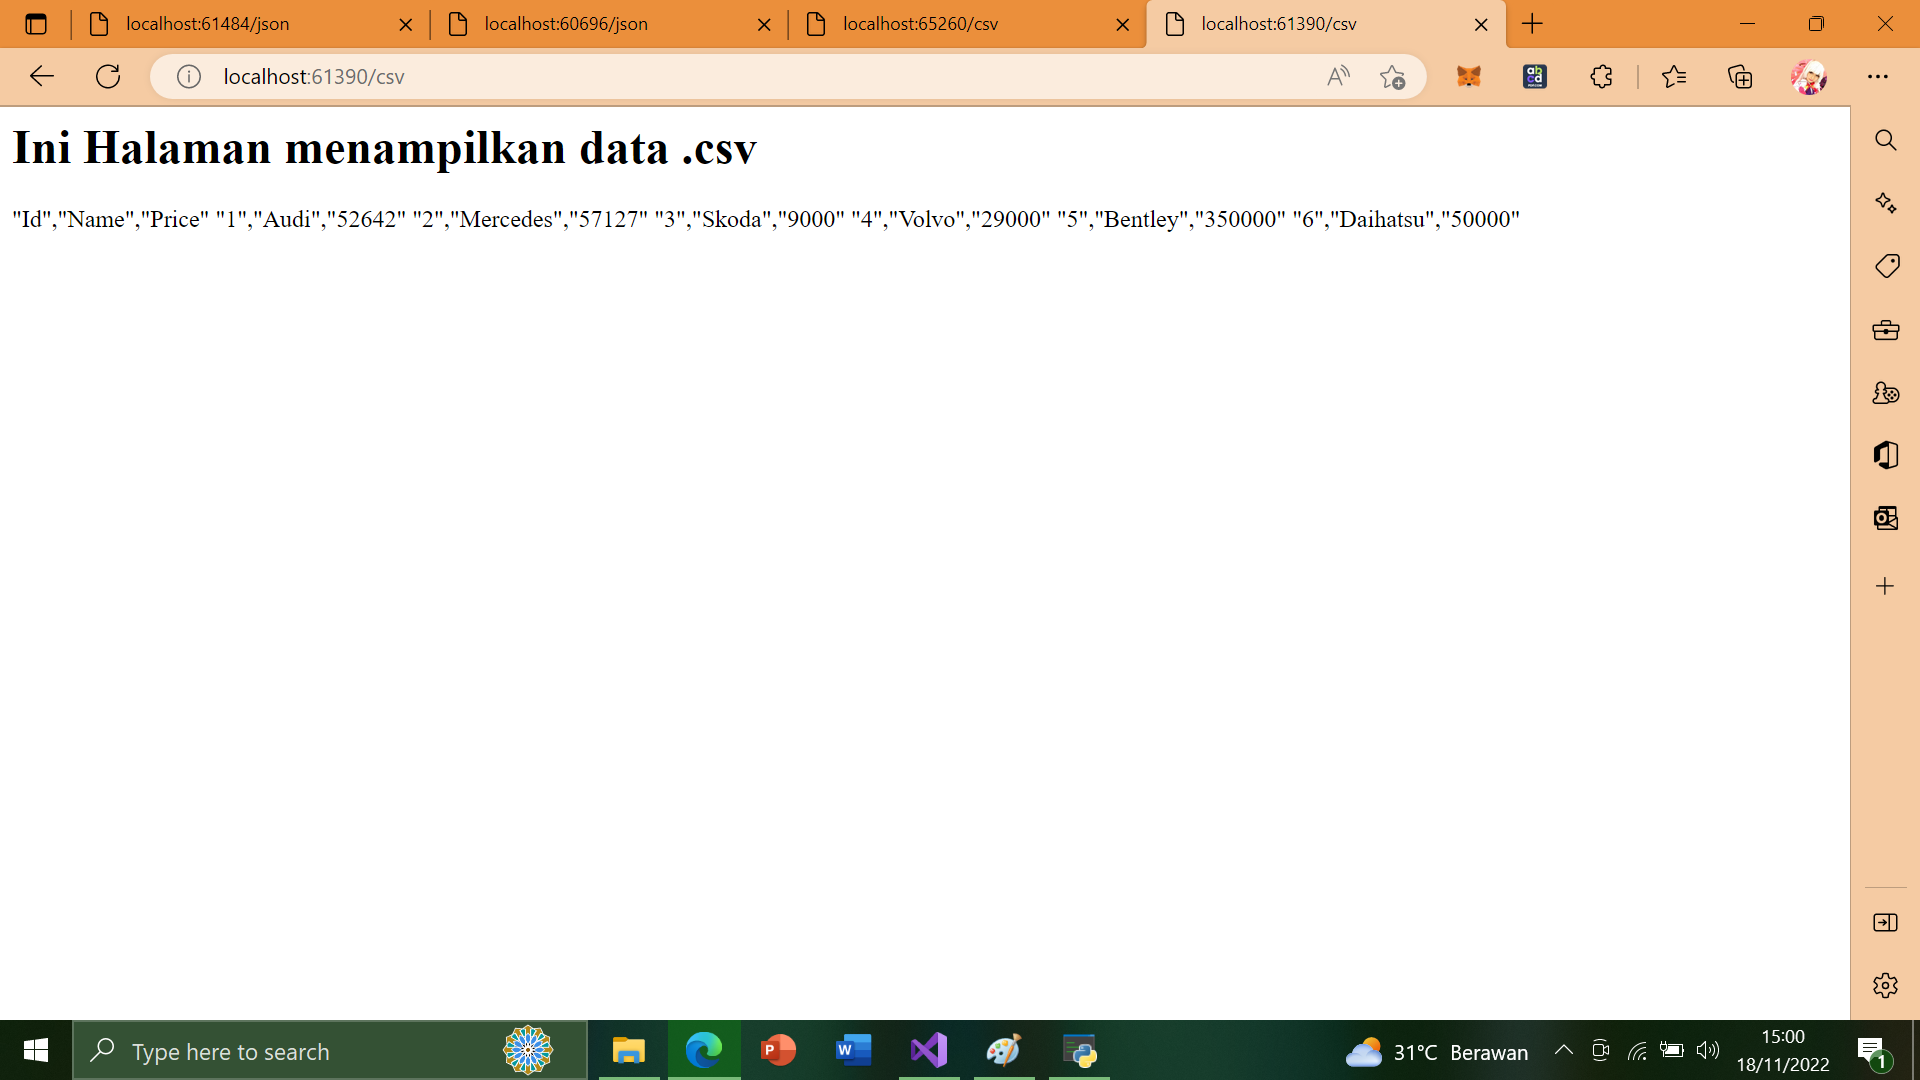 localhost:61484/json
localhost:60696/json
localhost:65260/csv
localhost:61390/csv
localhost:61390/csv
Ini Halaman menampilkan data .csv
"Id","Name","Price" "1","Audi","52642" "2","Mercedes","57127" "3","Skoda","9000" "4","Volvo","29000" "5","Bentley","350000" "6","Daihatsu","50000"
Type here to search
31°C Berawan
15:00
18/11/2022
1